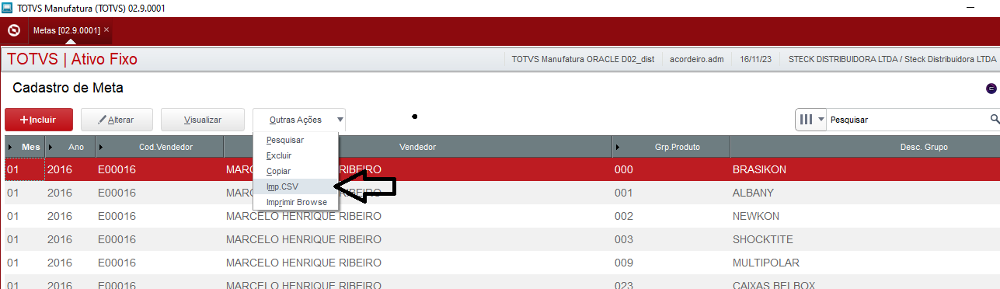 TOTVS Manufatura (TOTVS) 02.9.0001
Metas [02.9.0001]
TOTVS | Ativo Fixo TOTVS Manufatura ORACLE D02_dist acordeiro.adm 16/11/23 STECK DISTRIBUIDORA LTDA / Steck Distribuidora LTDA
Cadastro de Meta
+Incluir Alterar Visualizar Outras Ações Pesquisar
Pesquisar
Excluir
Copiar
Imp.CSV
Imprimir Browse
Mes Ano Cod.Vendedor Vendedor Grp.Produto Desc. Grupo
01 2016 E00016 MARCELO HENRIQUE RIBEIRO 000 BRASIKON
01 2016 E00016 MARC RIBEIRO 001 ALBANY
01 2016 E00016 MARCELO HENRIQUE RIBEIRO 002 NEWKON
01 2016 E00016 MARCELO HENRIQUE RIBEIRO 003 SHOCKTITE
01 2016 E00016 MARCELO HENRIQUE RIBEIRO 009 MULTIPOLAR
01 2016 E00016 MARCELO HENRIQUE RIBEIRO 023 CAIXAS BELBOX